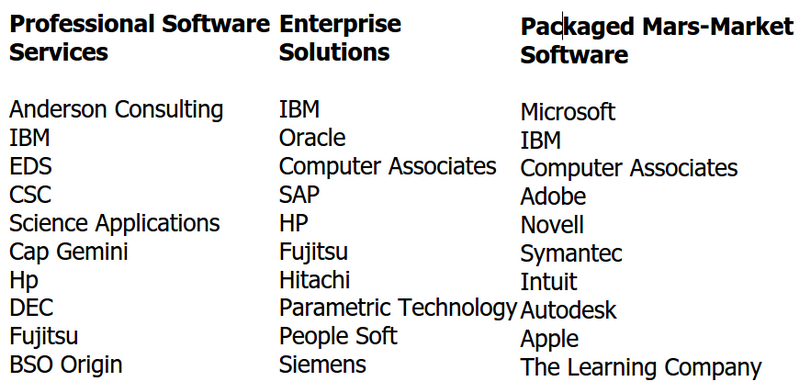 Professional Software Services
Enterprise Solutions
Packaged Mars-Market Software
Anderson Consulting
IBM
EDS
CSC
Science Applications
Cap Gemini
Hp
DEC
Fujitsu
BSO Origin
IBM
Oracle
Computer Associates
SAP
HP
Fujitsu
Hitachi
Parametric Technology
People Soft
Siemens
Microsoft
IBM
Computer Associates
Adobe
Novell
Symantec
Intuit
Autodesk
Apple
The Learning Company